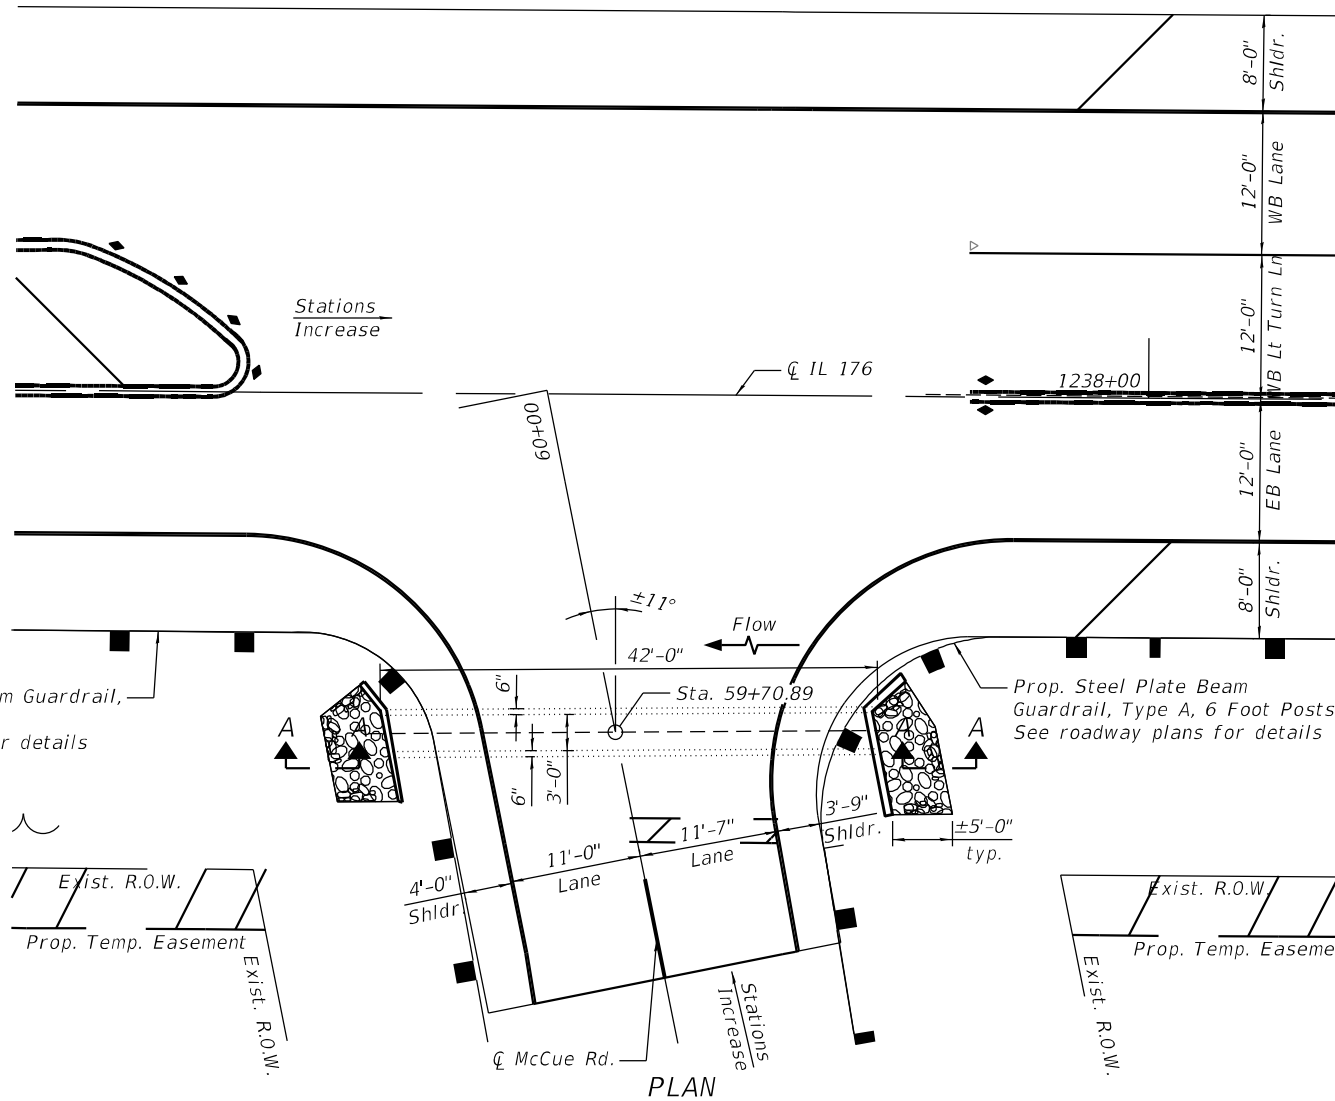 8'-0"
Shldr.
12'-0"
WB Lane
12'-0"
WB Lt Turn Ln
Stations
Increase
℄ IL 176
1238+00
60+00
12'-0"
EB Lane
8'-0"
Shldr.
±11°
Flow
42'-0"
Sta. 59+70.89
6"
6"
3'-0"
m Guardrail,
r details
Prop. Steel Plate Beam
Guardrail, Type A, 6 Foot Posts
See roadway plans for details
A
A
A
A
3'-9"
Shldr.
11'-7"
Lane
11'-0"
Lane
4'-0"
Shldr.
±5'-0"
typ.
Exist. R.O.W.
Prop. Temp. Easement
Exist. R.O.W.
Exist. R.O.W.
Prop. Temp. Easeme
Exist. R.O.W.
Stations
Increase
℄ McCue Rd.
PLAN